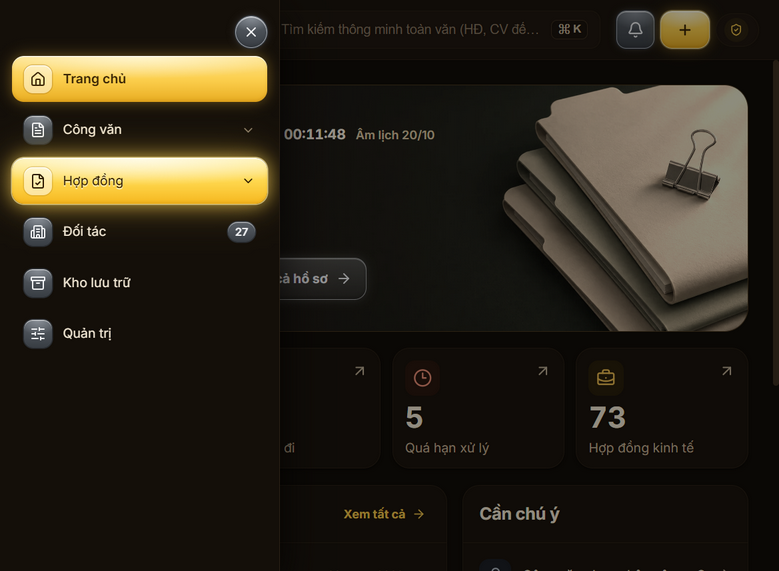 Tìm kiếm thông minh toàn văn (HĐ, CV đế...
⌘ K
Trang chủ
Công văn
Hợp đồng
Đối tác
27
Kho lưu trữ
Quản trị
00:11:48 Âm lịch 20/10
cả hồ sơ
đi
5
Quá hạn xử lý
73
Hợp đồng kinh tế
Xem tất cả
Cần chú ý